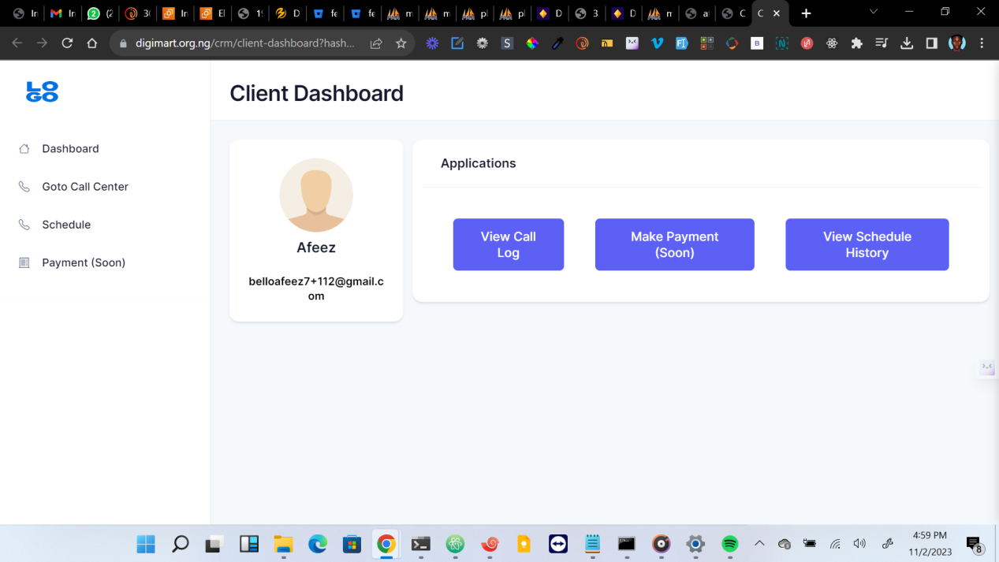 digimart.org.ng/crm/client-dashboard?hash...
LO
GO
Client Dashboard
Dashboard
Goto Call Center
Schedule
Payment (Soon)
Afeez
belloafeez7+112@gmail.c
om
Applications
View Call
Log
Make Payment
(Soon)
View Schedule
History
4:59 PM
11/2/2023
8